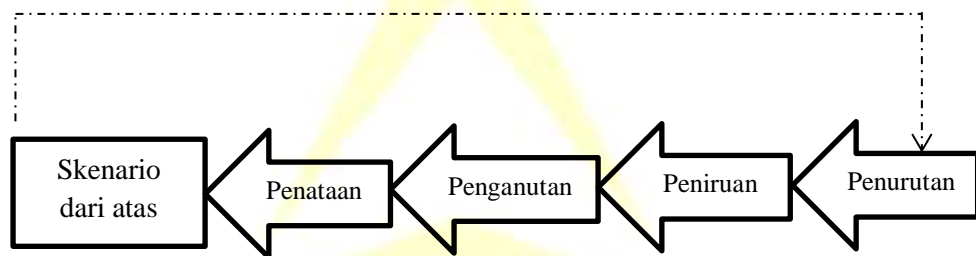 Skenario
dari atas
Penataan
Penganutan
Peniruan
Penurutan